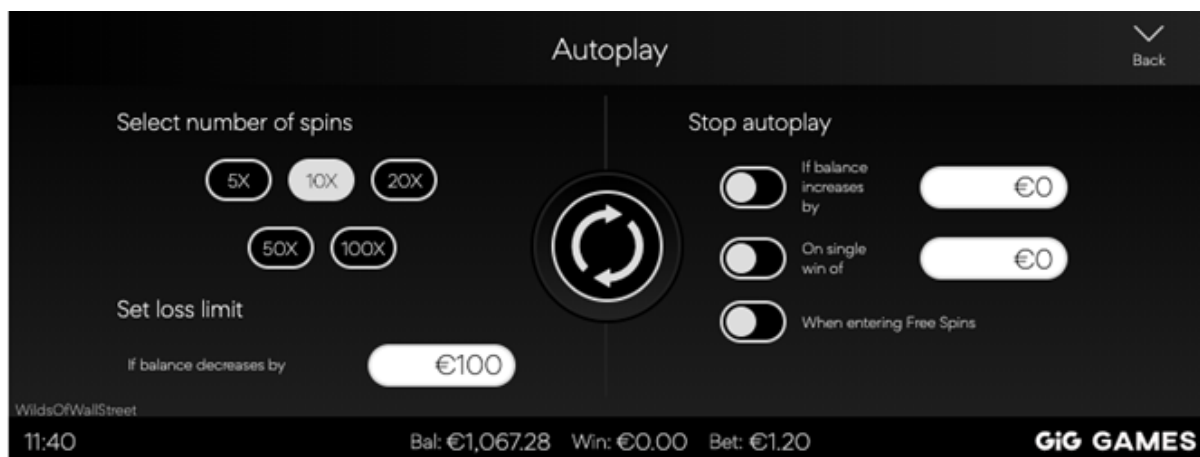 Autoplay
Back
Select number of spins
5X 10X 20X
50X 100X
Set loss limit
If balance decreases by €100
Stop autoplay
If balance
increases
by
€0
On single
win of
€0
When entering Free Spins
WildsOfWallStreet
11:40 Bal: €1,067.28 Win: €0.00 Bet: €1.20 GiG GAMES